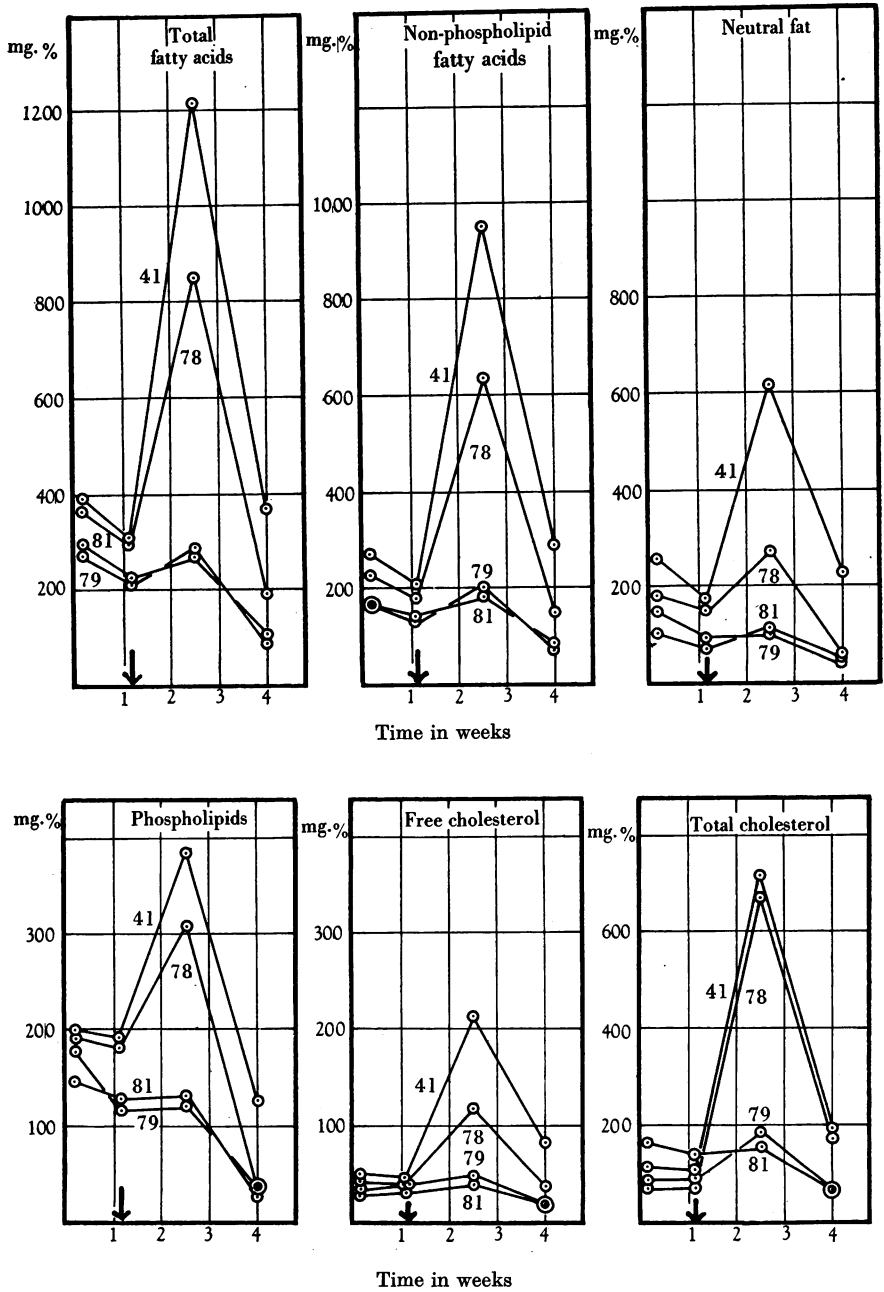 Total
fatty acids
mg. %
1200
1000
800
600
400
200
41
78
81
79
1 2 3 4
Non-phospholipid
fatty acids
mg. %
1000
800
600
400
200
41
78
79
81
1 2 3 4
Neutral fat
mg. %
800
600
400
200
41
78
81
79
1 2 3 4
Time in weeks
Phospholipids
mg. %
300
200
100
41
78
81
79
1 2 3 4
Free cholesterol
mg. %
300
200
100
41
78
79
81
1 2 3 4
Total cholesterol
mg. %
600
400
200
41 78
79
81
1 2 3 4
Time in weeks